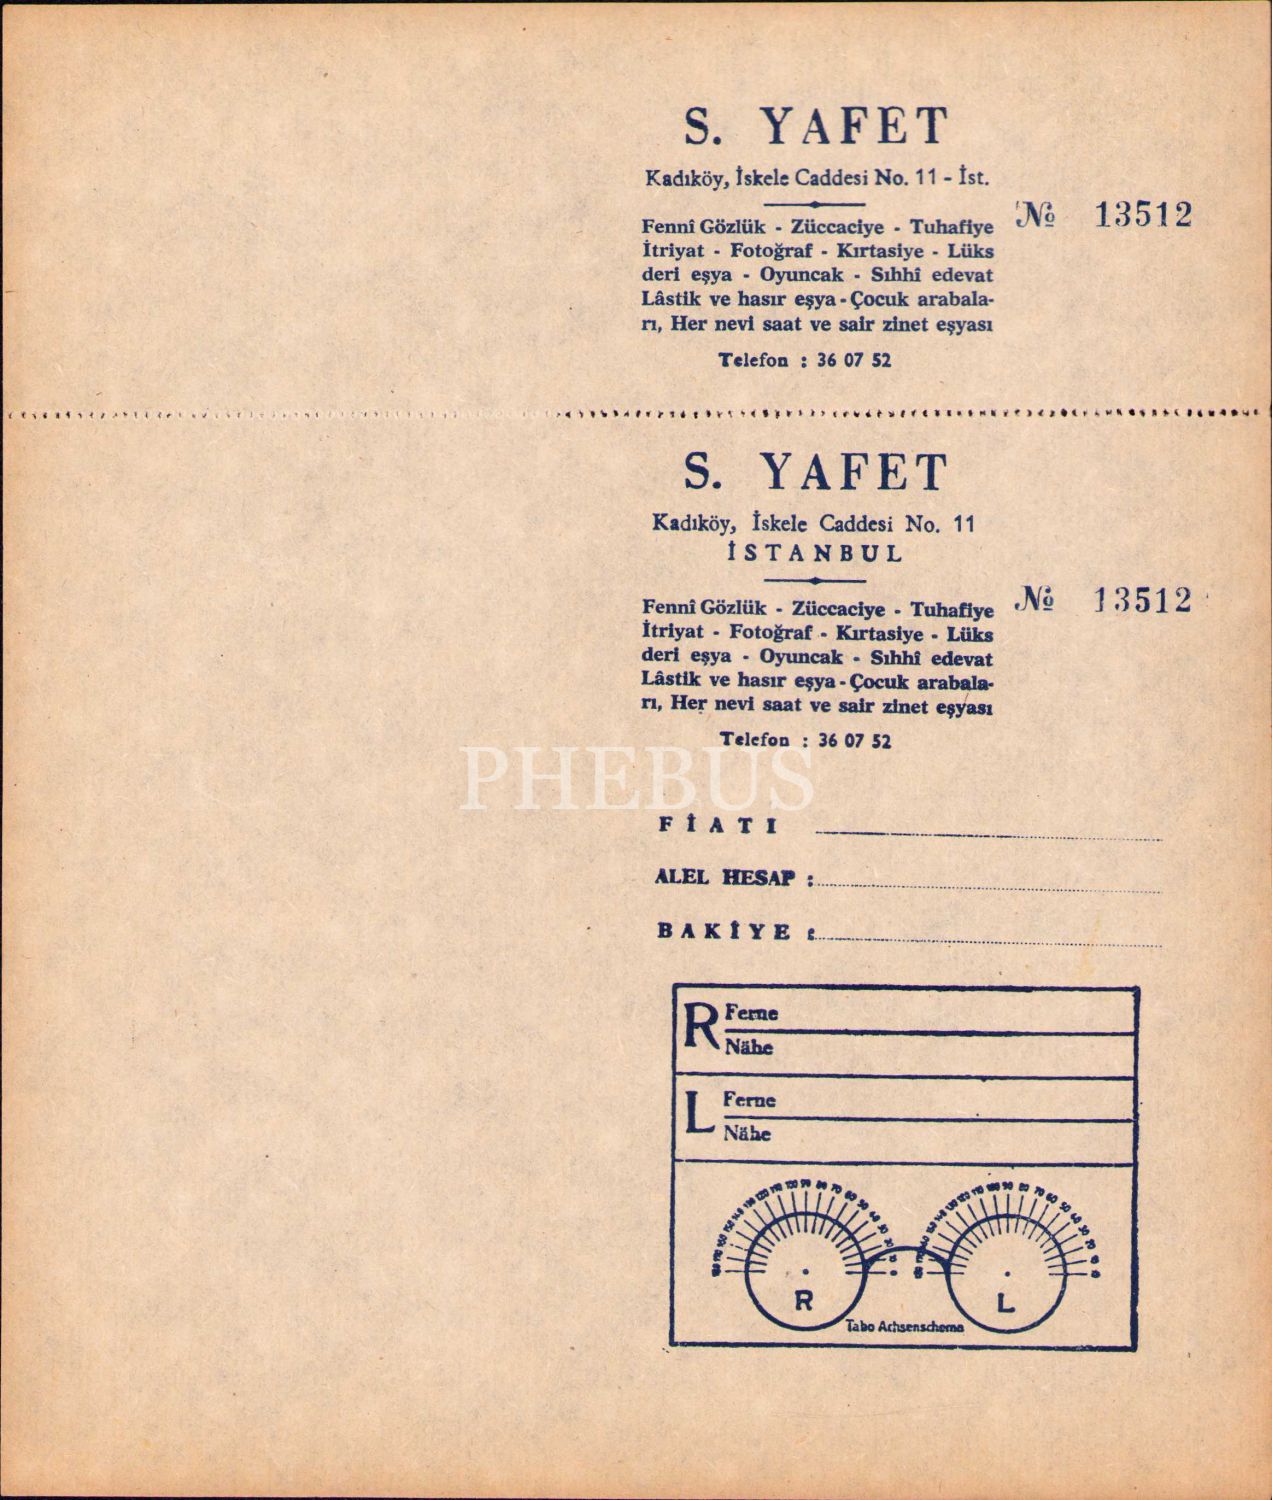 S. YAFET
Kadıköy, İskele Caddesi No. 11 - İst.
№ 13512
Fennî Gözlük - Züccaciye - Tuhafiye
İtriyat - Fotoğraf - Kırtasiye - Lüks
deri eşya - Oyuncak - Sıhhî edevat
Lâstik ve hasır eşya - Çocuk arabala-
rı, Her nevi saat ve sair zinet eşyası
Telefon : 36 07 52
S. YAFET
Kadıköy, İskele Caddesi No. 11
İSTANBUL
№ 13512
Fennî Gözlük - Züccaciye - Tuhafiye
İtriyat - Fotoğraf - Kırtasiye - Lüks
deri eşya - Oyuncak - Sıhhî edevat
Lâstik ve hasır eşya - Çocuk arabala-
rı, Her nevi saat ve sair zinet eşyası
Telefon : 36 07 52
PHEBUS
FİATI
ALEL HESAP :
BAKİYE :
R Ferne
Nähe
L Ferne
Nähe
R L
Tabo Achsenschema